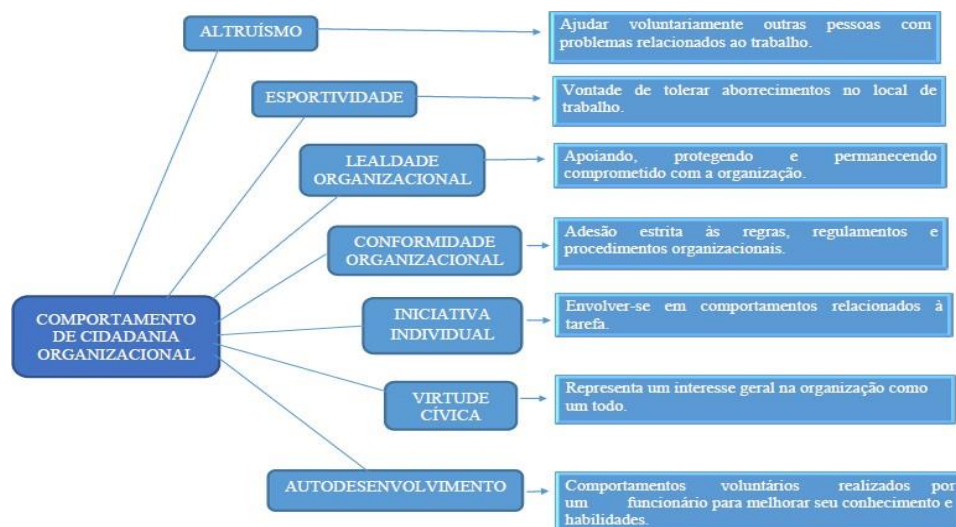 ALTRUÍSMO
Ajudar voluntariamente outras pessoas com
problemas relacionados ao trabalho.
ESPORTIVIDADE
Vontade de tolerar aborrecimentos no local de
trabalho.
LEALDADE
ORGANIZACIONAL
Apoiando, protegendo e permanecendo
comprometido com a organização.
CONFORMIDADE
ORGANIZACIONAL
Adesão estrita às regras, regulamentos e
procedimentos organizacionais.
COMPORTAMENTO
DE CIDADANIA
ORGANIZACIONAL
INICIATIVA
INDIVIDUAL
Envolver-se em comportamentos relacionados à
tarefa.
VIRTUDE
CÍVICA
Representa um interesse geral na organização como
um todo.
AUTODESENVOLVIMENTO
Comportamentos voluntários realizados por
um funcionário para melhorar seu conhecimento e
habilidades.